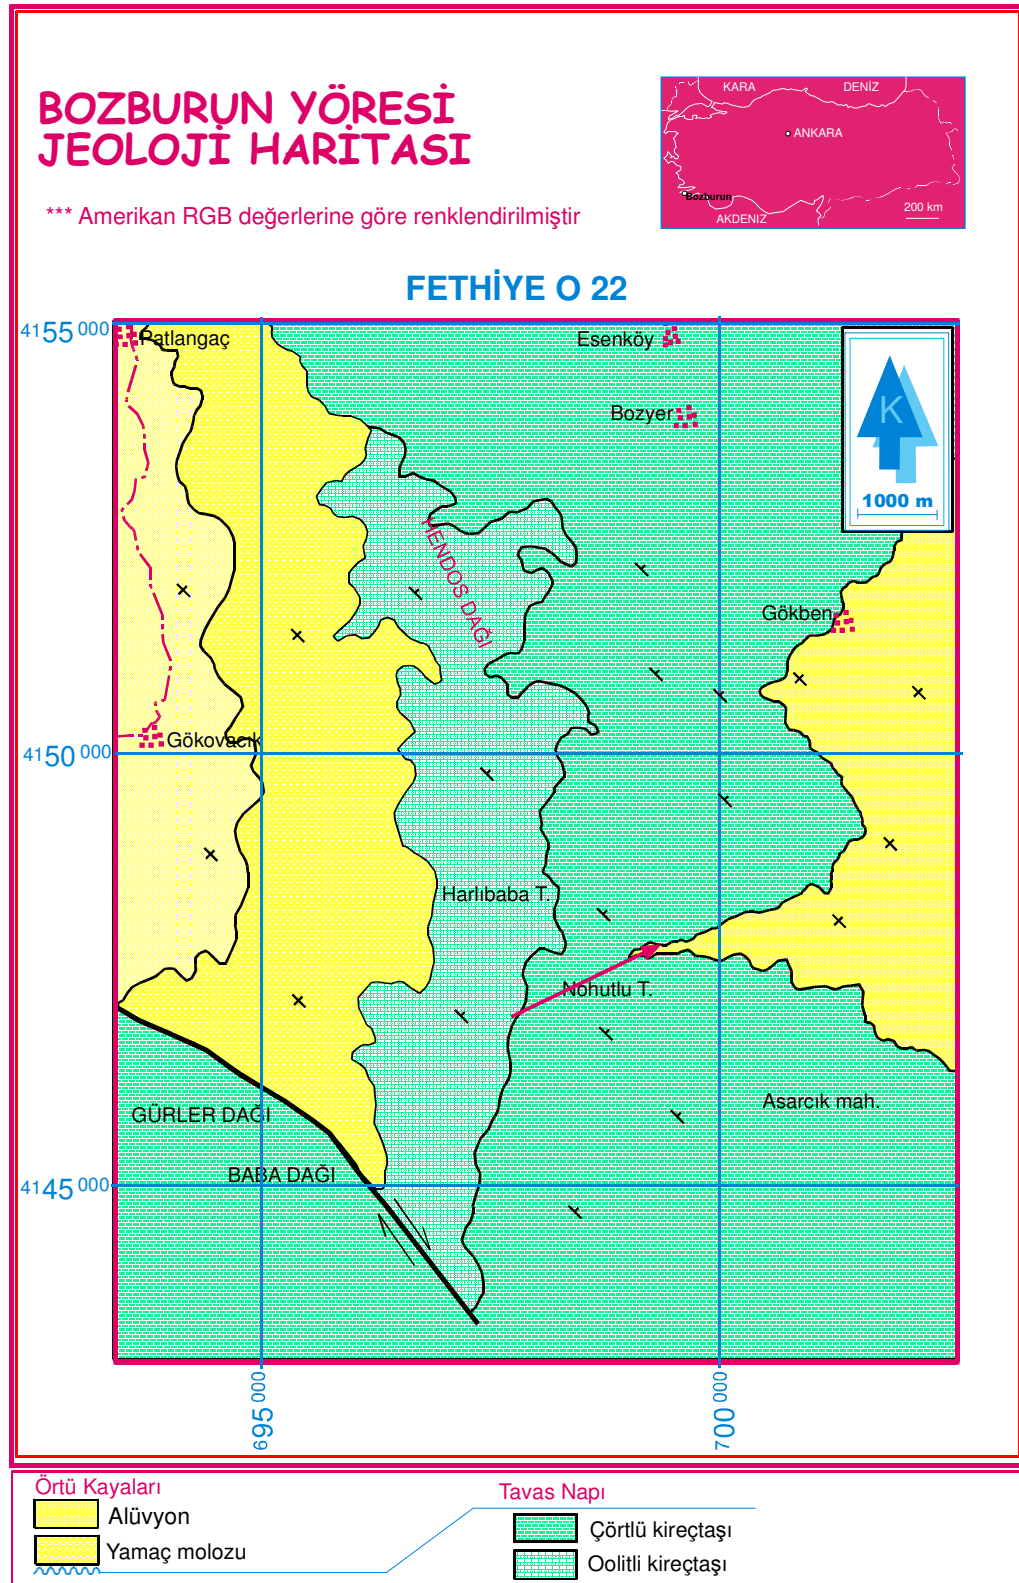 BOZBURUN YÖRESİ
JEOLOJİ HARİTASI
*** Amerikan RGB değerlerine göre renklendirilmiştir
KARA DENİZ
ANKARA
Bozburun
AKDENIZ
200 km
FETHİYE O 22
4155 000
Patlangaç
Esenköy
Bozyer
K
1000 m
HENDOS DAĞI
Gökben
4150 000
Gökovacık
Harlıbaba T.
Nohutlu T.
Asarcık mah.
GÜRLER DAĞI
BABA DAĞI
4145 000
695 000
700 000
Örtü Kayaları
Alüvyon
Yamaç molozu
Tavas Napı
Çörtlü kireçtaşı
Oolitli kireçtaşı